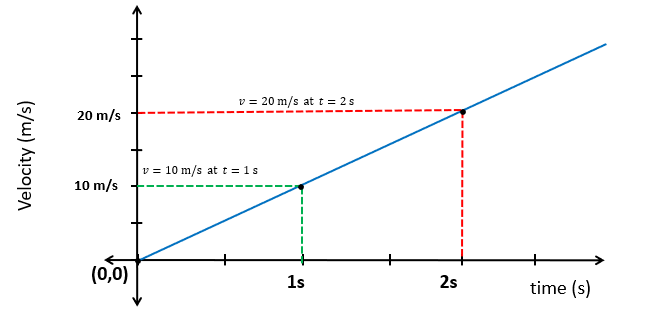 Velocity (m/s)
v = 20 m/s at t = 2 s
20 m/s
v = 10 m/s at t = 1 s
10 m/s
(0,0)
1s
2s
time (s)